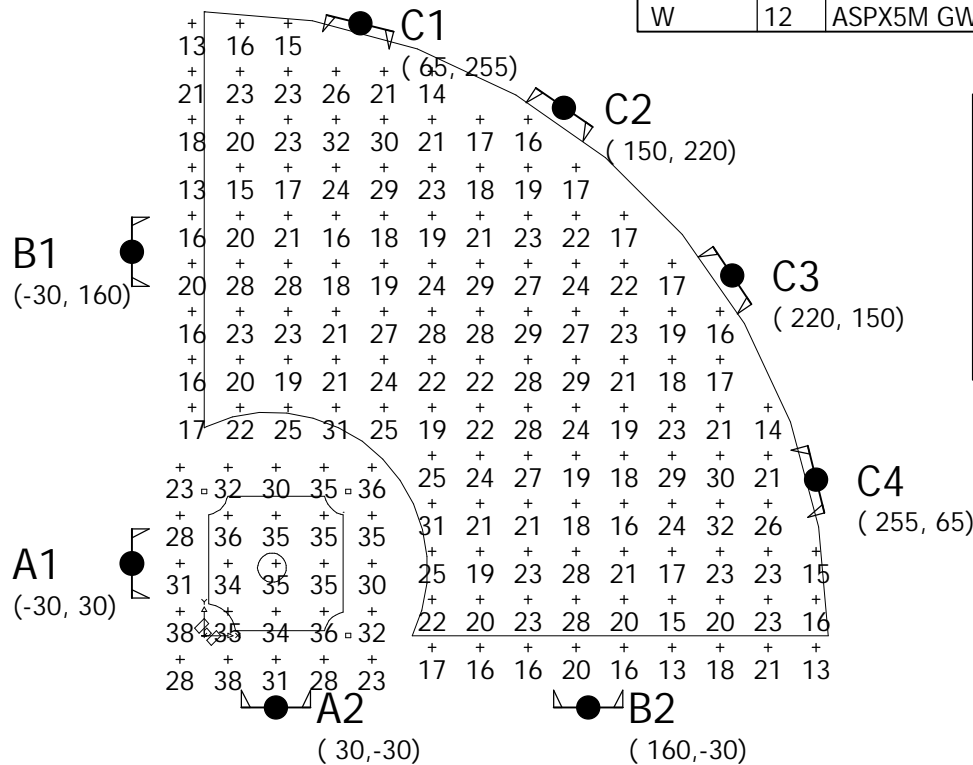 W 12 ASPX5M GW
C1
13 16 15
( 65, 255)
21 23 23 26 21 14
C2
18 20 23 32 30 21 17 16
( 150, 220)
13 15 17 24 29 23 18 19 17
B1
16 20 21 16 18 19 21 23 22 17
C3
(-30, 160)
20 28 28 18 19 24 29 27 24 22 17
( 220, 150)
16 23 23 21 27 28 28 29 27 23 19 16
16 20 19 21 24 22 22 28 29 21 18 17
17 22 25 31 25 19 22 28 24 19 23 21 14
25 24 27 19 18 29 30 21
C4
23 32 30 35 36
( 255, 65)
31 21 21 18 16 24 32 26
28 36 35 35 35
A1
25 19 23 28 21 17 23 23 15
31 34 35 35 30
(-30, 30)
22 20 23 28 20 15 20 23 16
38 35 34 36 32
17 16 16 20 16 13 18 21 13
28 38 31 28 23
A2
B2
( 30,-30)
( 160,-30)